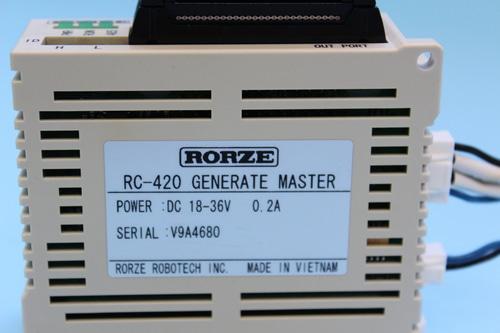 ID
H L
OUT PORT
RORZE
RC-420 GENERATE MASTER
POWER :DC 18-36V 0.2A
SERIAL :V9A4680
RORZE ROBOTECH INC. MADE IN VIETNAM